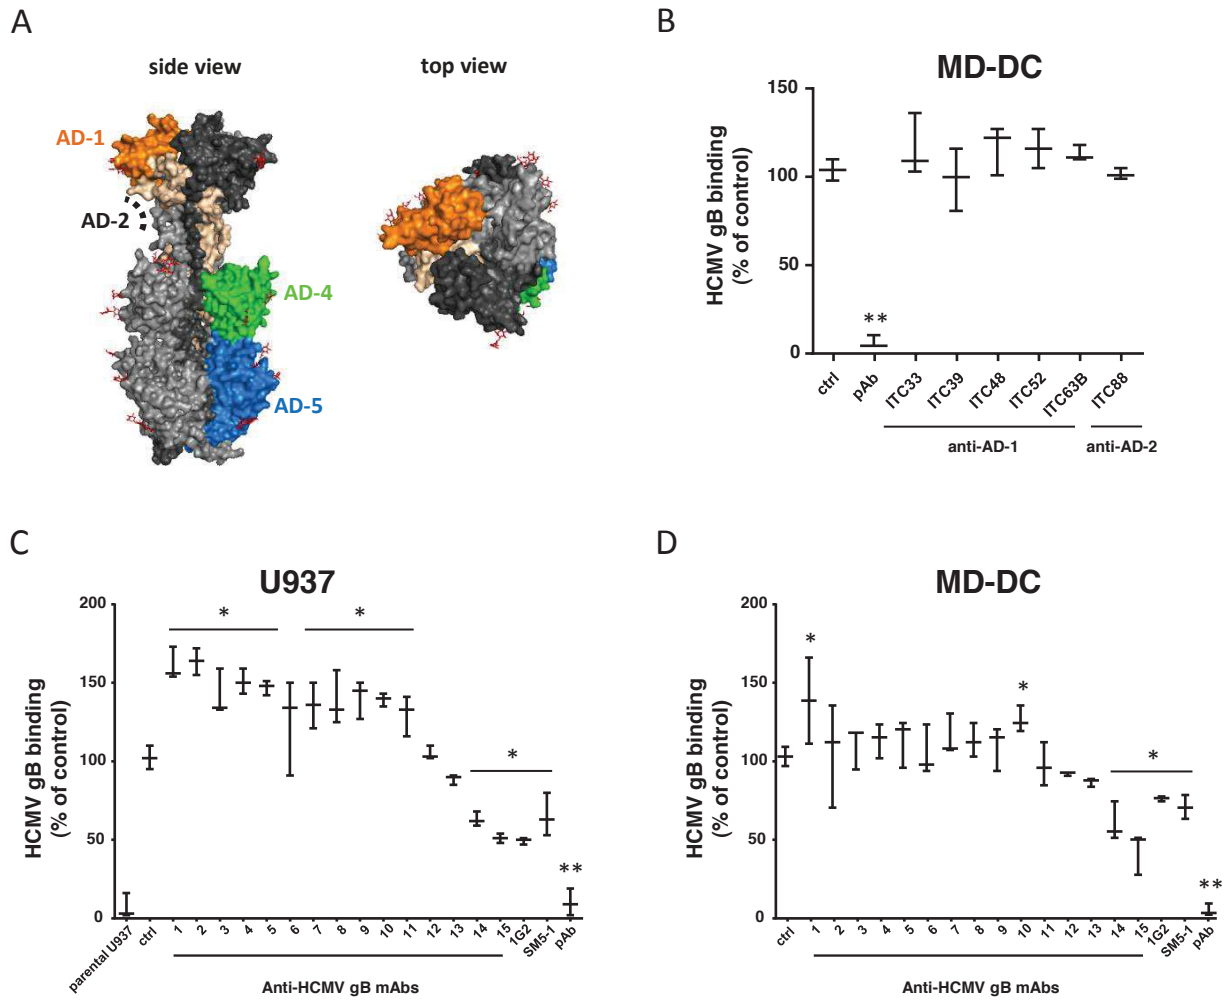 A
side view
top view
AD-1
AD-2
AD-4
AD-5
B
MD-DC
HCMV gB binding
(% of control)
150
100
50
0
**
ctrl
pAb
ITC33
ITC39
ITC48
ITC52
ITC63B
ITC88
anti-AD-1
anti-AD-2
C
U937
HCMV gB binding
(% of control)
200
150
100
50
0
*
*
*
**
parental U937
ctrl
1
2
3
4
5
6
7
8
9
10
11
12
13
14
15
1G2
SM5-1
pAb
Anti-HCMV gB mAbs
D
MD-DC
HCMV gB binding
(% of control)
200
150
100
50
0
*
*
*
**
ctrl
1
2
3
4
5
6
7
8
9
10
11
12
13
14
15
1G2
SM5-1
pAb
Anti-HCMV gB mAbs